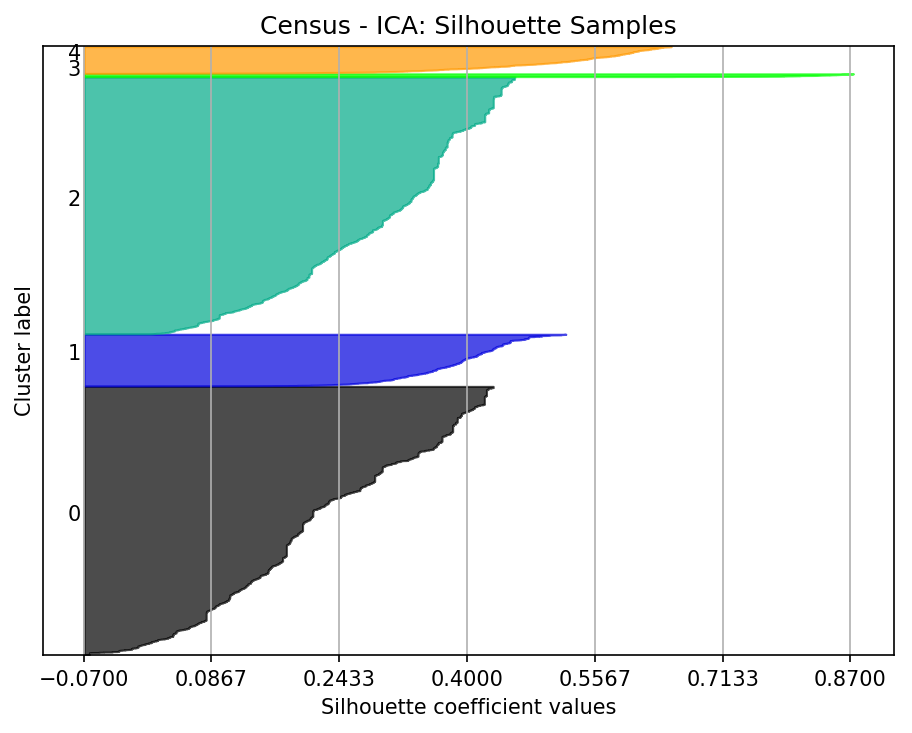 Census - ICA: Silhouette Samples
4
3
2
1
0
Cluster label
−0.0700 0.0867 0.2433 0.4000 0.5567 0.7133 0.8700
Silhouette coefficient values